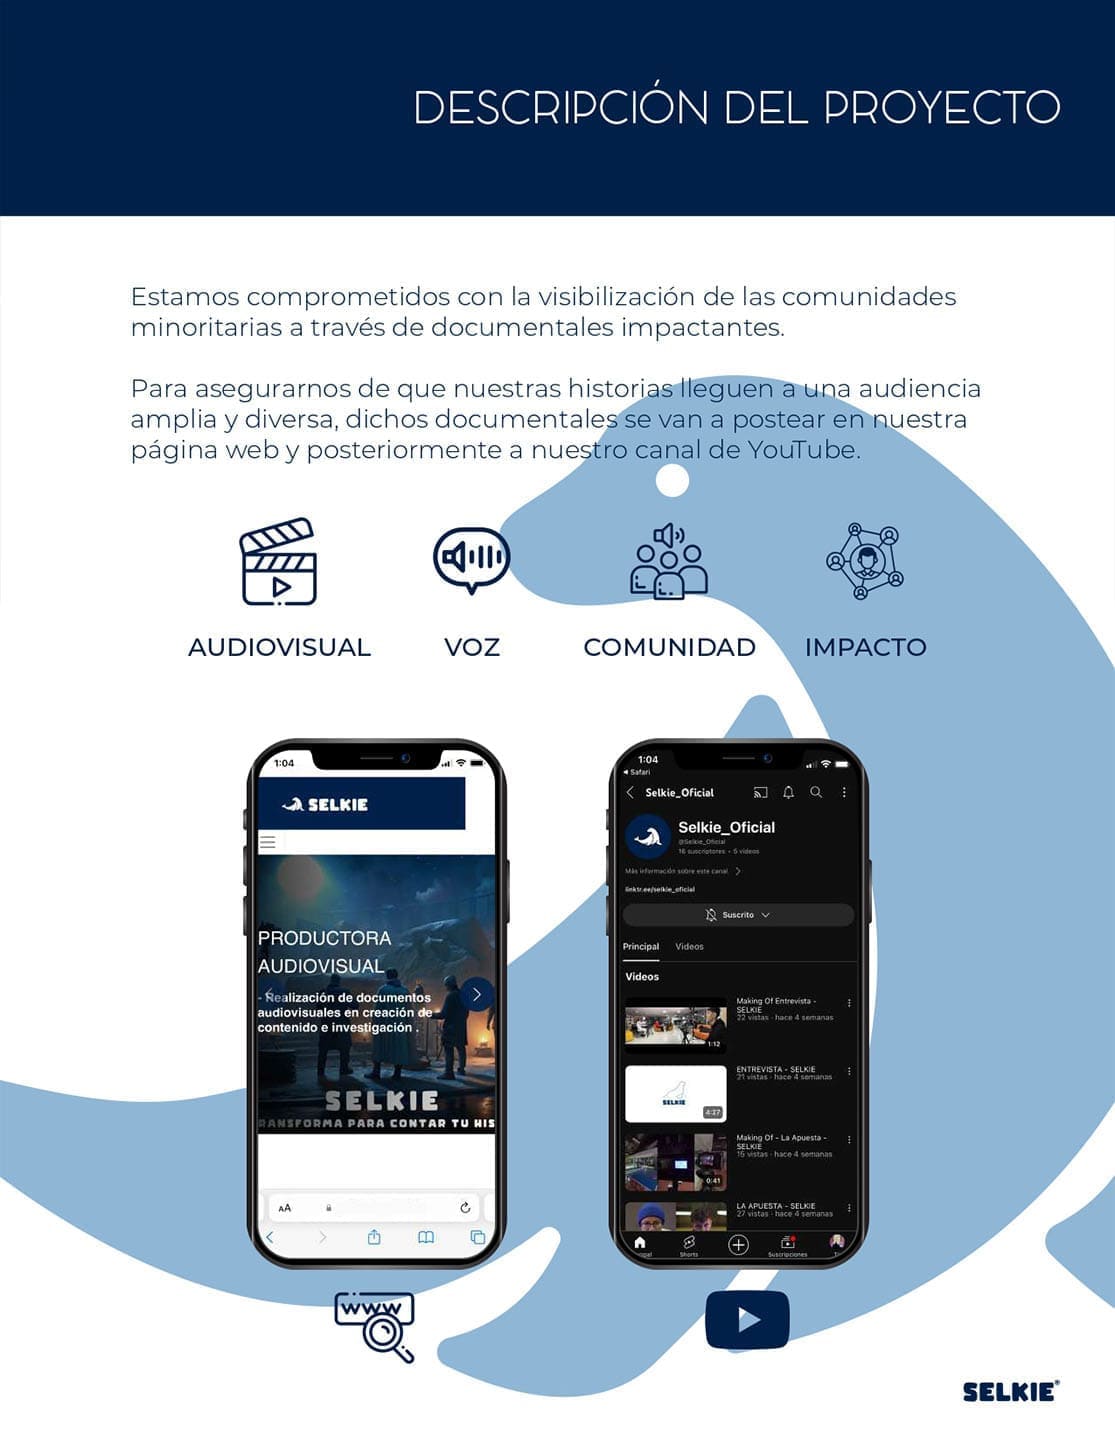 DESCRIPCIÓN DEL PROYECTO
Estamos comprometidos con la visibilización de las comunidades
minoritarias a través de documentales impactantes.
Para asegurarnos de que nuestras historias lleguen a una audiencia
amplia y diversa, dichos documentales se van a postear en nuestra
página web y posteriormente a nuestro canal de YouTube.
AUDIOVISUAL VOZ COMUNIDAD IMPACTO
1:04
SELKIE
PRODUCTORA
AUDIOVISUAL
- Realización de documentos
audiovisuales en creación de
contenido e investigación .
SELKIE
RANSFORMA PARA CONTAR TU HIS
AA
www
1:04
Safari
Selkie_Oficial
Selkie_Oficial
@Selkie_Oficial
16 suscriptores • 5 videos
Más información sobre este canal
linktr.ee/selkie_oficial
Suscrito
Principal Videos
Videos
Making Of Entrevista -
SELKIE
22 vistas · hace 4 semanas
1:12
ENTREVISTA - SELKIE
21 vistas · hace 4 semanas
SELKIE
4:27
Making Of - La Apuesta -
SELKIE
15 vistas · hace 4 semanas
0:41
LA APUESTA - SELKIE
27 vistas · hace 4 semanas
Shorts
Suscripciones
SELKIE®